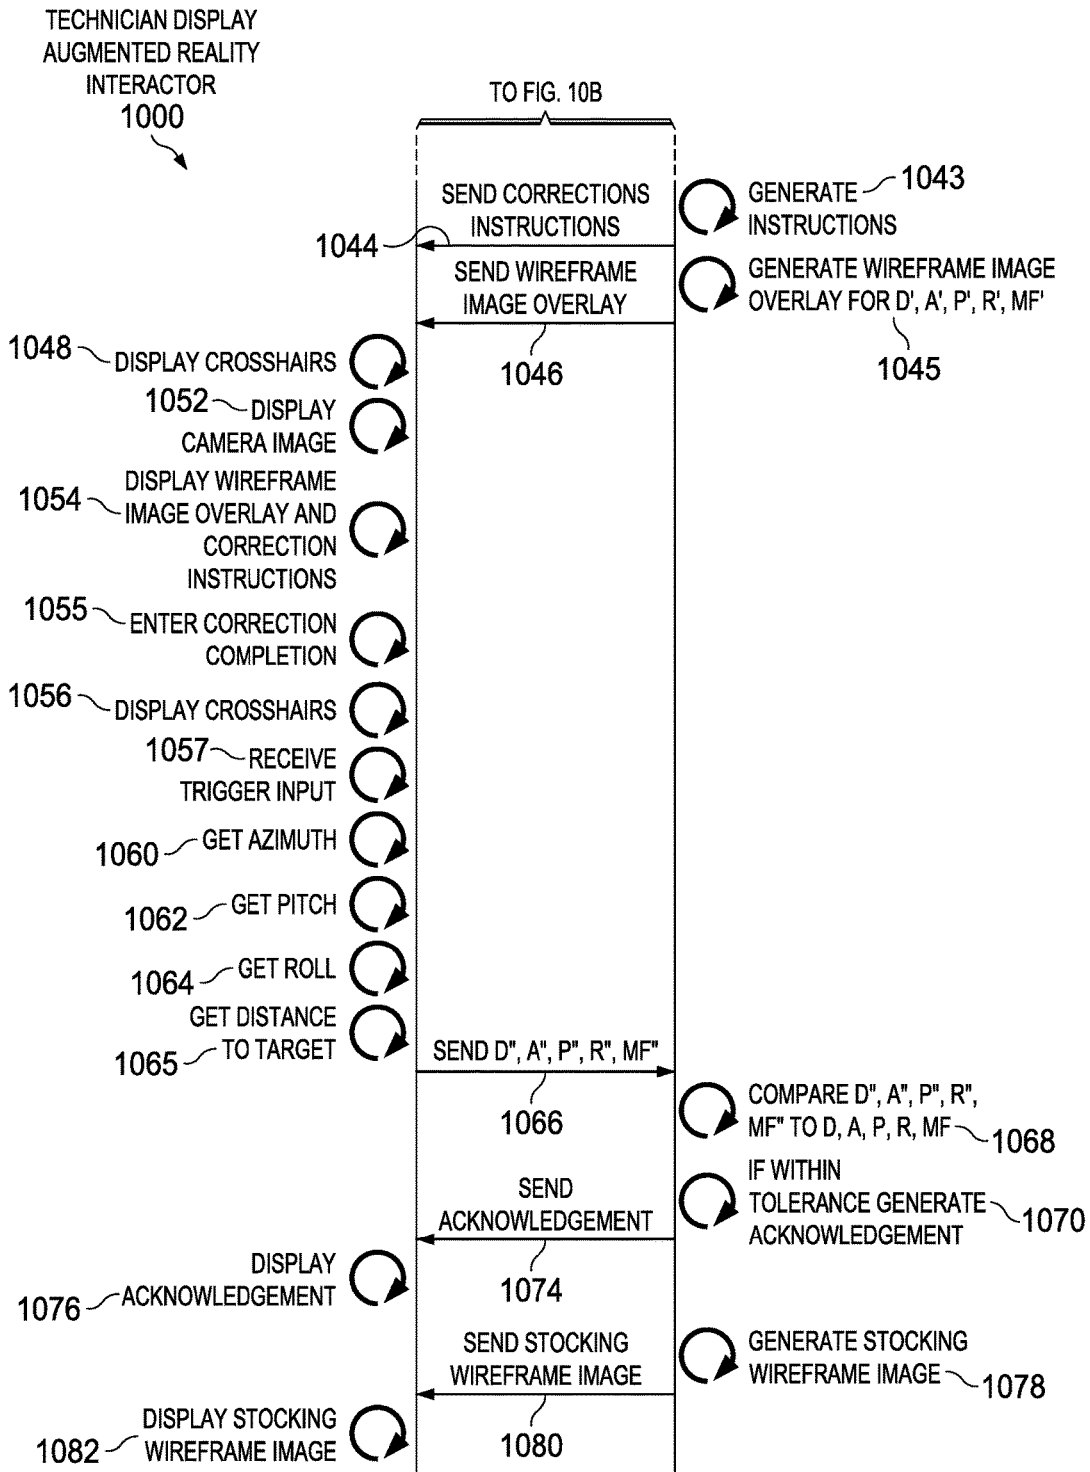 TECHNICIAN DISPLAY
AUGMENTED REALITY
INTERACTOR
1000
TO FIG. 10B
SEND CORRECTIONS
INSTRUCTIONS
1044
GENERATE
INSTRUCTIONS
1043
SEND WIREFRAME
IMAGE OVERLAY
1046
GENERATE WIREFRAME IMAGE
OVERLAY FOR D', A', P', R', MF'
1045
1048
DISPLAY CROSSHAIRS
1052
DISPLAY
CAMERA IMAGE
1054
DISPLAY WIREFRAME
IMAGE OVERLAY AND
CORRECTION
INSTRUCTIONS
1055
ENTER CORRECTION
COMPLETION
1056
DISPLAY CROSSHAIRS
1057
RECEIVE
TRIGGER INPUT
1060
GET AZIMUTH
1062
GET PITCH
1064
GET ROLL
GET DISTANCE
TO TARGET
1065
SEND D", A", P", R", MF"
1066
COMPARE D", A", P", R",
MF" TO D, A, P, R, MF
1068
IF WITHIN
TOLERANCE GENERATE
ACKNOWLEDGEMENT
1070
SEND
ACKNOWLEDGEMENT
1074
DISPLAY
ACKNOWLEDGEMENT
1076
GENERATE STOCKING
WIREFRAME IMAGE
1078
SEND STOCKING
WIREFRAME IMAGE
1080
DISPLAY STOCKING
WIREFRAME IMAGE
1082